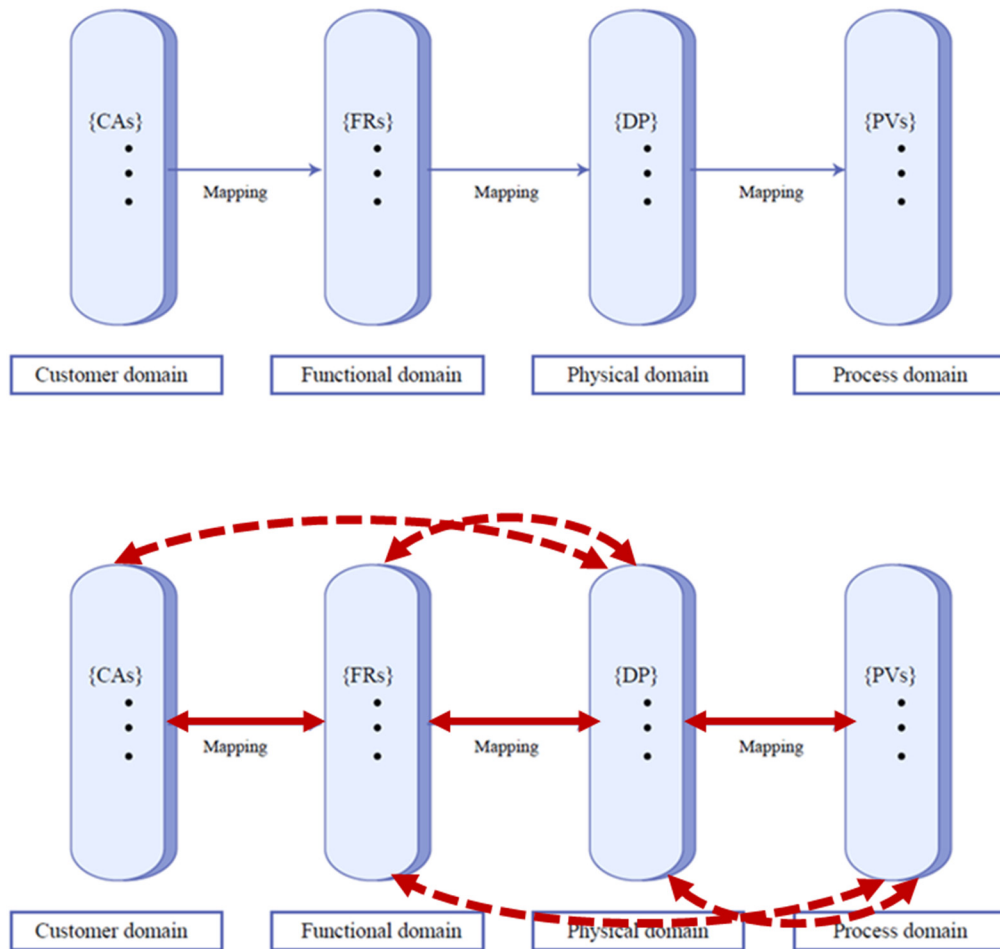 {CAs} {FRs} {DP} {PVs}
Mapping Mapping Mapping
Customer domain Functional domain Physical domain Process domain
{CAs} {FRs} {DP} {PVs}
Mapping Mapping Mapping
Customer domain Functional domain Physical domain Process domain